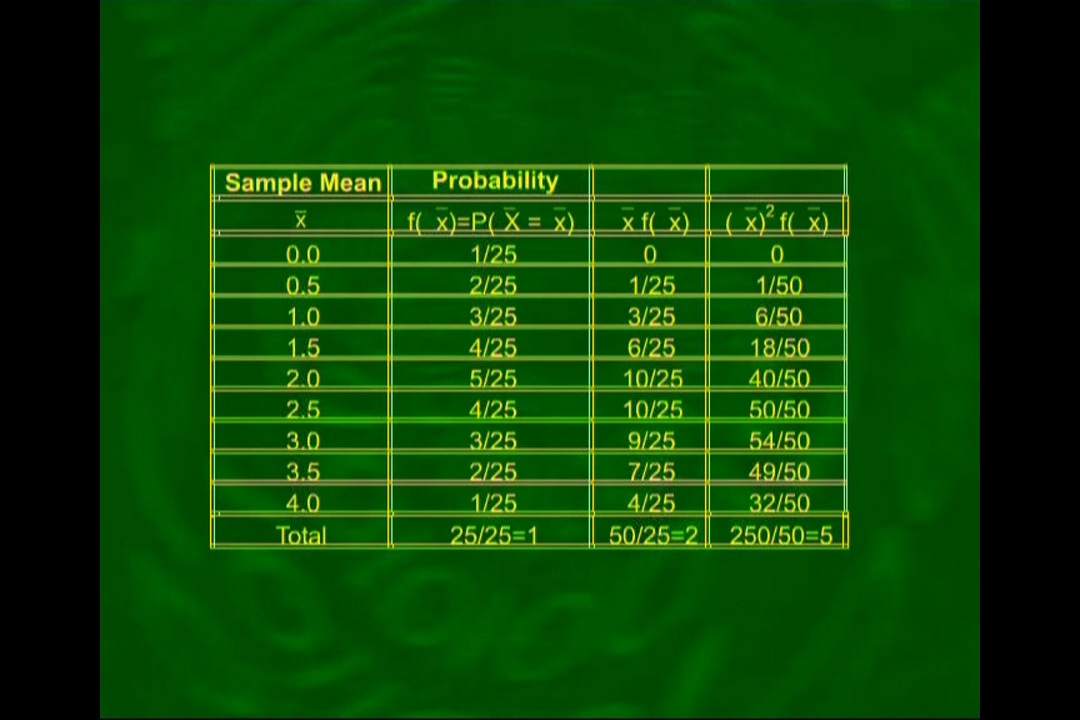 Sample Mean Probability
x̄ f( x̄)=P( X̄ = x̄) x̄ f( x̄) ( x̄)² f( x̄)
0.0 1/25 0 0
0.5 2/25 1/25 1/50
1.0 3/25 3/25 6/50
1.5 4/25 6/25 18/50
2.0 5/25 10/25 40/50
2.5 4/25 10/25 50/50
3.0 3/25 9/25 54/50
3.5 2/25 7/25 49/50
4.0 1/25 4/25 32/50
Total 25/25=1 50/25=2 250/50=5